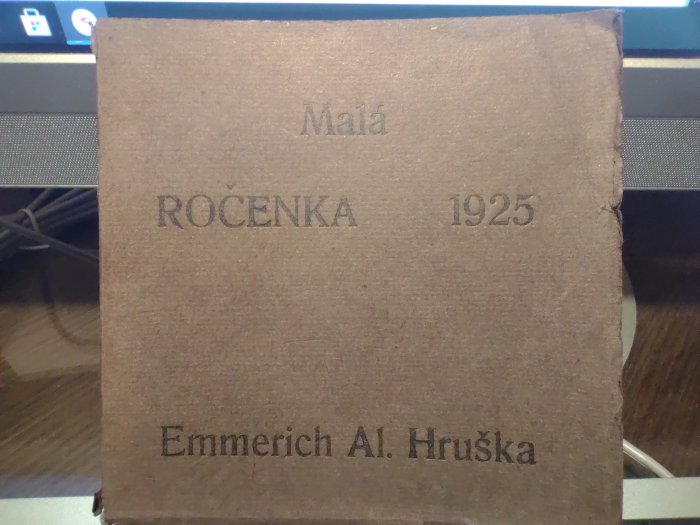 Malá
ROČENKA 1925
Emmerich Al. Hruška